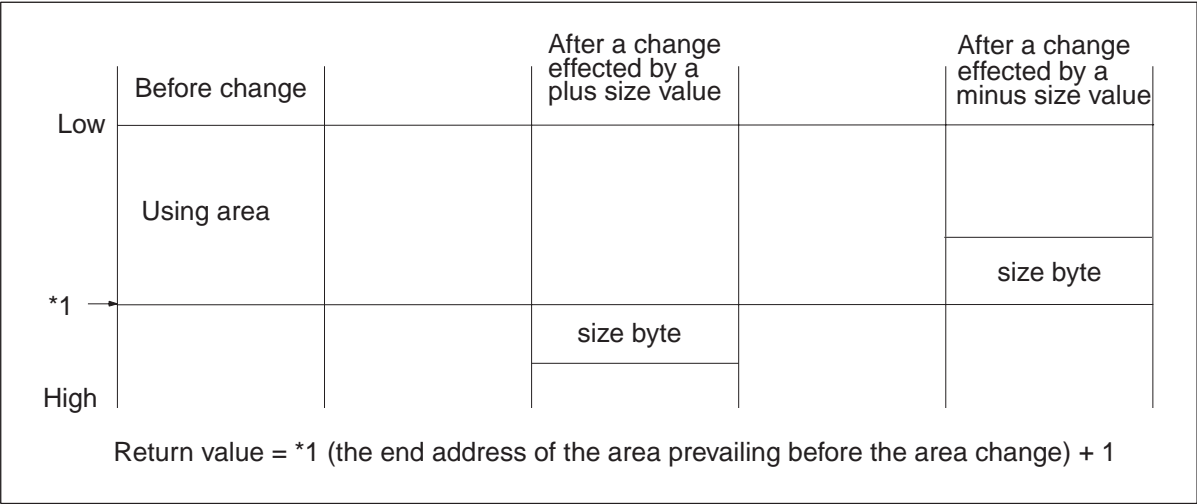 Before change
After a change
effected by a
plus size value
After a change
effected by a
minus size value
Low
Using area
size byte
*1
size byte
High
Return value = *1 (the end address of the area prevailing before the area change) + 1